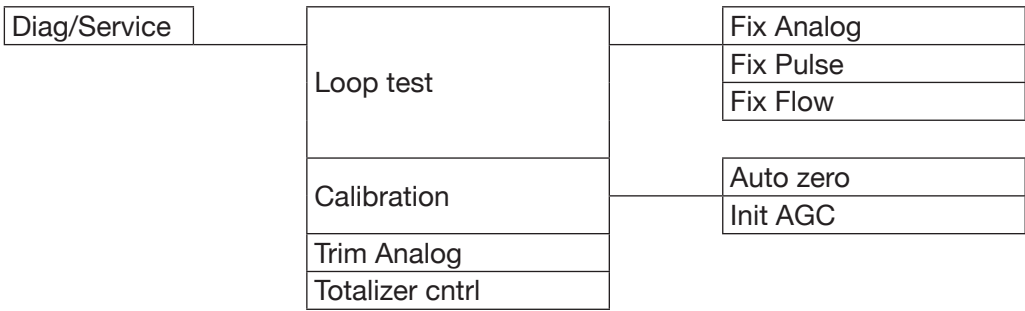 Diag/Service
Loop test
Fix Analog
Fix Pulse
Fix Flow
Calibration
Auto zero
Init AGC
Trim Analog
Totalizer cntrl